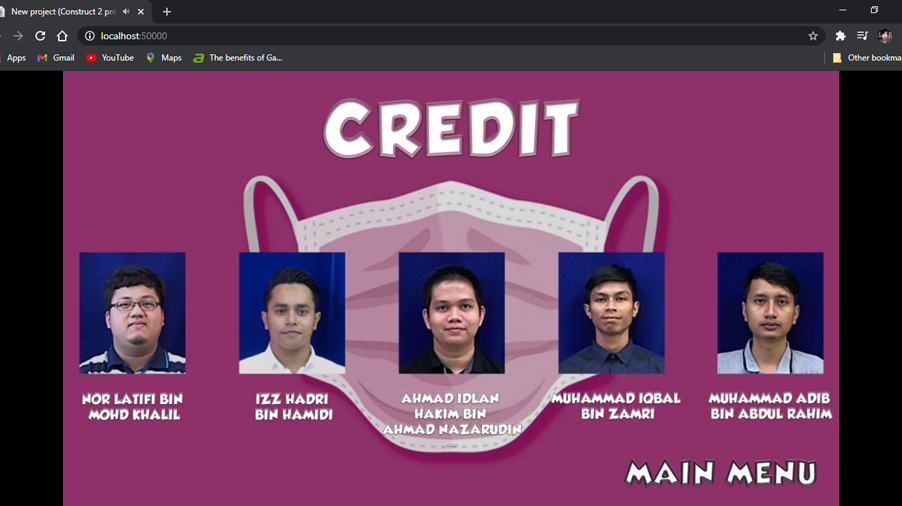 New project (Construct 2 pre
localhost:50000
Apps
Gmail
YouTube
Maps
The benefits of Ga...
Other bookma
CREDIT
NOR LATIFI BIN
MOHD KHALIL
IZZ HADRI
BIN HAMIDI
AHMAD IDLAN
HAKIM BIN
AHMAD NAZARUDIN
MUHAMMAD IQBAL
BIN ZAMRI
MUHAMMAD ADIB
BIN ABDUL RAHIM
MAIN MENU